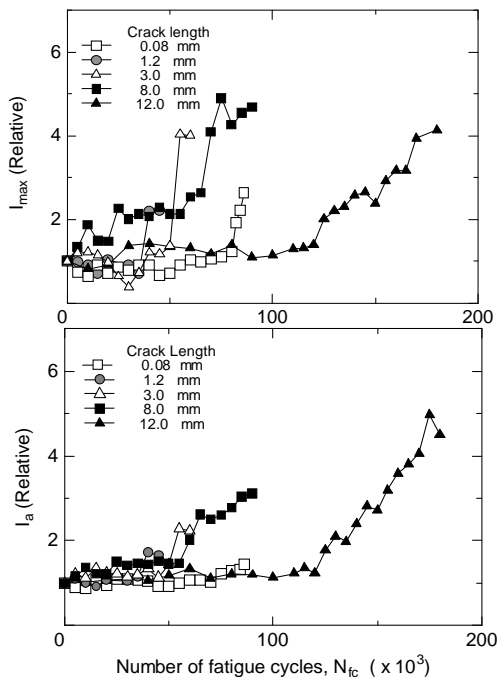 Crack length
0.08 mm
1.2 mm
3.0 mm
8.0 mm
12.0 mm
6
4
2
0
100
200
I_max (Relative)
Crack Length
0.08 mm
1.2 mm
3.0 mm
8.0 mm
12.0 mm
6
4
2
0
100
200
I_a (Relative)
Number of fatigue cycles, N_fc ( x 10^3)